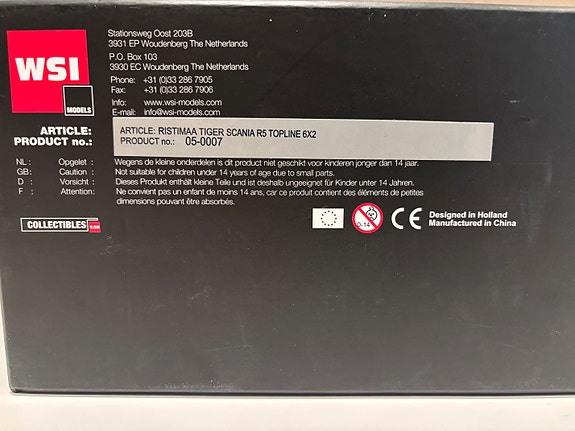 WSI
MODELS
Stationsweg Oost 203B
3931 EP Woudenberg The Netherlands
P.O. Box 103
3930 EC Woudenberg The Netherlands
Phone: +31 (0)33 286 7905
Fax: +31 (0)33 286 7906
Info: www.wsi-models.com
E-mail: info@wsi-models.com
ARTICLE: ARTICLE: RISTIMAA TIGER SCANIA R5 TOPLINE 6X2
PRODUCT no.: PRODUCT no.: 05-0007
NL: Opgelet : Wegens de kleine onderdelen is dit product niet geschikt voor kinderen jonger dan 14 jaar.
GB: Caution : Not suitable for children under 14 years of age due to small parts.
D : Vorsicht : Dieses Produkt enthält kleine Teile und ist deshalb ungeeignet für Kinder unter 14 Jahren.
F : Attention: Ne convient pas un enfant de moins 14 ans, car ce produit contient des éléments de petites
dimensions pouvant être absorbés.
COLLECTIBLES
0-14
CE
Designed in Holland
Manufactured in China